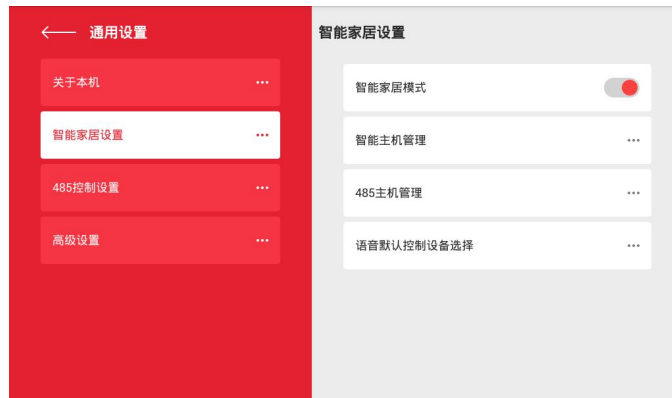 通用设置
关于本机
智能家居设置
485控制设置
高级设置
智能家居设置
智能家居模式
智能主机管理
485主机管理
语音默认控制设备选择